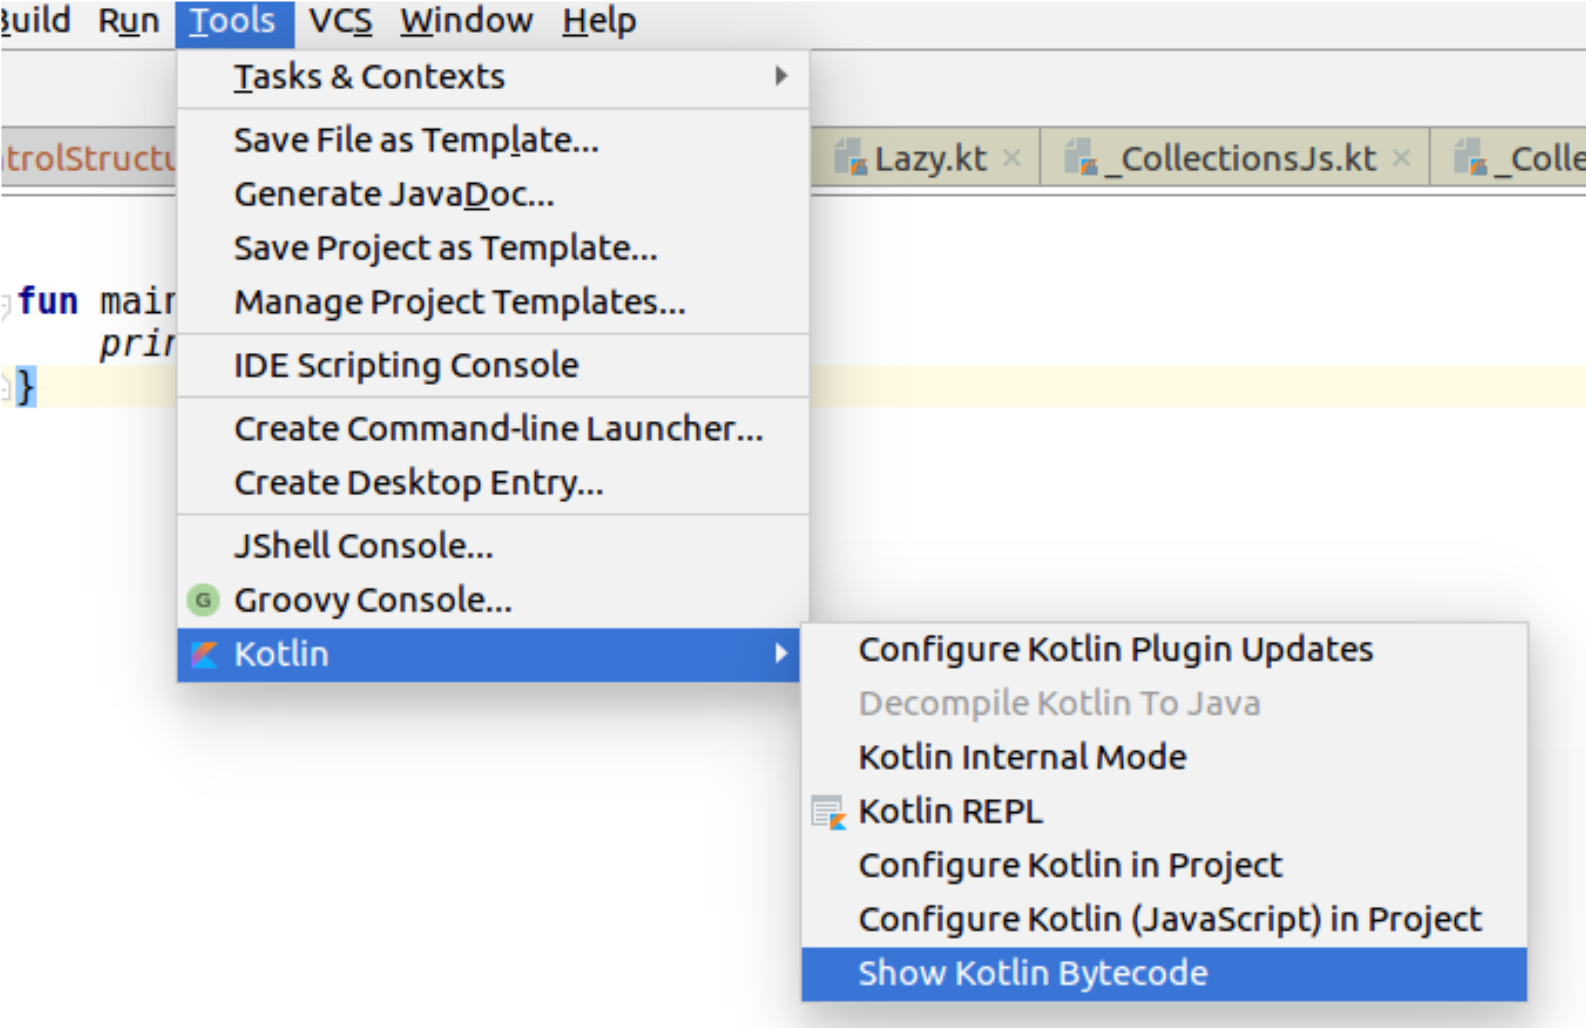 Build Run Tools VCS Window Help
Tasks & Contexts
Save File as Template...
Generate JavaDoc...
Save Project as Template...
Manage Project Templates...
IDE Scripting Console
Create Command-line Launcher...
Create Desktop Entry...
JShell Console...
G Groovy Console...
Kotlin
trolStructu
Lazy.kt
_CollectionsJs.kt
_Colle
fun main
prin
}
Configure Kotlin Plugin Updates
Decompile Kotlin To Java
Kotlin Internal Mode
Kotlin REPL
Configure Kotlin in Project
Configure Kotlin (JavaScript) in Project
Show Kotlin Bytecode